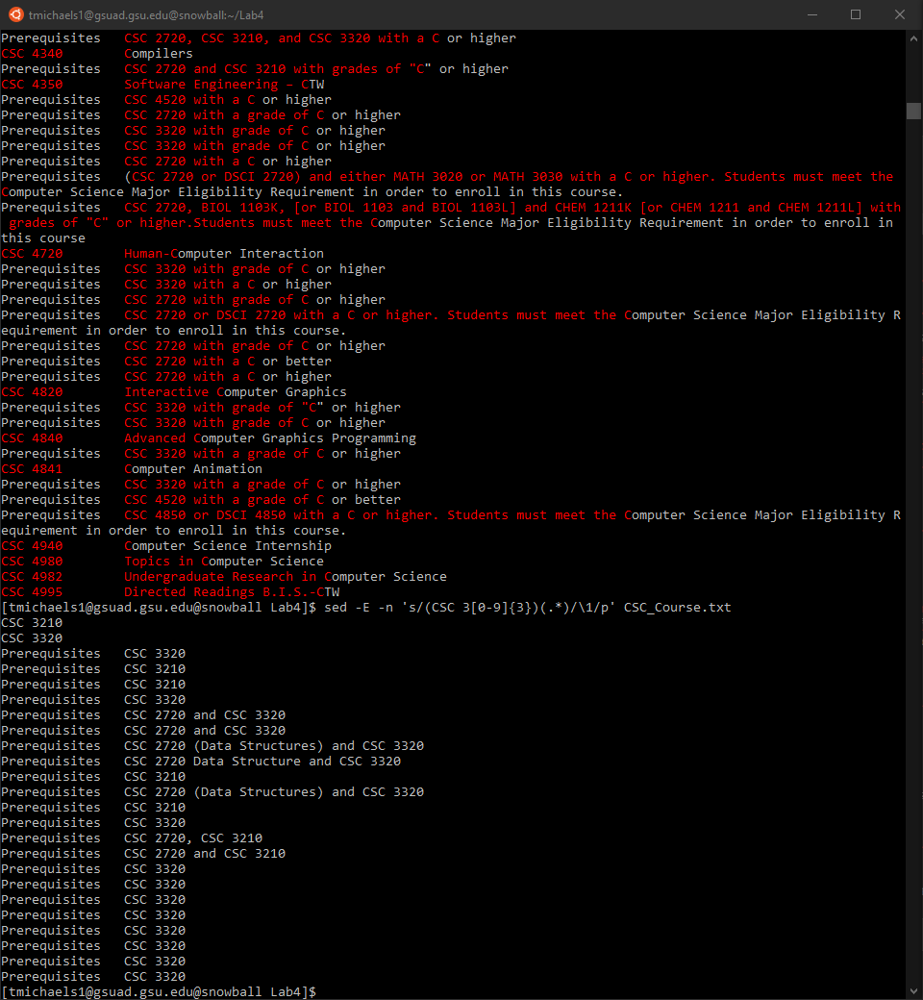 tmichaels1@gsuad.gsu.edu@snowball:~/Lab4
Prerequisites   CSC 2720, CSC 3210, and CSC 3320 with a C or higher
CSC 4340        Compilers
Prerequisites   CSC 2720 and CSC 3210 with grades of "C" or higher
CSC 4350        Software Engineering – CTW
Prerequisites   CSC 4520 with a C or higher
Prerequisites   CSC 2720 with a grade of C or higher
Prerequisites   CSC 3320 with grade of C or higher
Prerequisites   CSC 3320 with grade of C or higher
Prerequisites   CSC 2720 with a C or higher
Prerequisites   (CSC 2720 or DSCI 2720) and either MATH 3020 or MATH 3030 with a C or higher. Students must meet the
Computer Science Major Eligibility Requirement in order to enroll in this course.
Prerequisites   CSC 2720, BIOL 1103K, [or BIOL 1103 and BIOL 1103L] and CHEM 1211K [or CHEM 1211 and CHEM 1211L] with
 grades of "C" or higher.Students must meet the Computer Science Major Eligibility Requirement in order to enroll in
this course
CSC 4720        Human-Computer Interaction
Prerequisites   CSC 3320 with grade of C or higher
Prerequisites   CSC 3320 with a C or higher
Prerequisites   CSC 2720 with grade of C or higher
Prerequisites   CSC 2720 or DSCI 2720 with a C or higher. Students must meet the Computer Science Major Eligibility R
equirement in order to enroll in this course.
Prerequisites   CSC 2720 with grade of C or higher
Prerequisites   CSC 2720 with a C or better
Prerequisites   CSC 2720 with a C or higher
CSC 4820        Interactive Computer Graphics
Prerequisites   CSC 3320 with grade of "C" or higher
Prerequisites   CSC 3320 with grade of C or higher
CSC 4840        Advanced Computer Graphics Programming
Prerequisites   CSC 3320 with a grade of C or higher
CSC 4841        Computer Animation
Prerequisites   CSC 3320 with a grade of C or higher
Prerequisites   CSC 4520 with a grade of C or better
Prerequisites   CSC 4850 or DSCI 4850 with a C or higher. Students must meet the Computer Science Major Eligibility R
equirement in order to enroll in this course.
CSC 4940        Computer Science Internship
CSC 4980        Topics in Computer Science
CSC 4982        Undergraduate Research in Computer Science
CSC 4995        Directed Readings B.I.S.-CTW
[tmichaels1@gsuad.gsu.edu@snowball Lab4]$ sed -E -n 's/(CSC 3[0-9]{3})(.*)/\1/p' CSC_Course.txt
CSC 3210
CSC 3320
Prerequisites   CSC 3320
Prerequisites   CSC 3210
Prerequisites   CSC 3210
Prerequisites   CSC 3320
Prerequisites   CSC 2720 and CSC 3320
Prerequisites   CSC 2720 and CSC 3320
Prerequisites   CSC 2720 (Data Structures) and CSC 3320
Prerequisites   CSC 2720 Data Structure and CSC 3320
Prerequisites   CSC 3210
Prerequisites   CSC 2720 (Data Structures) and CSC 3320
Prerequisites   CSC 3210
Prerequisites   CSC 3320
Prerequisites   CSC 2720, CSC 3210
Prerequisites   CSC 2720 and CSC 3210
Prerequisites   CSC 3320
Prerequisites   CSC 3320
Prerequisites   CSC 3320
Prerequisites   CSC 3320
Prerequisites   CSC 3320
Prerequisites   CSC 3320
Prerequisites   CSC 3320
Prerequisites   CSC 3320
[tmichaels1@gsuad.gsu.edu@snowball Lab4]$